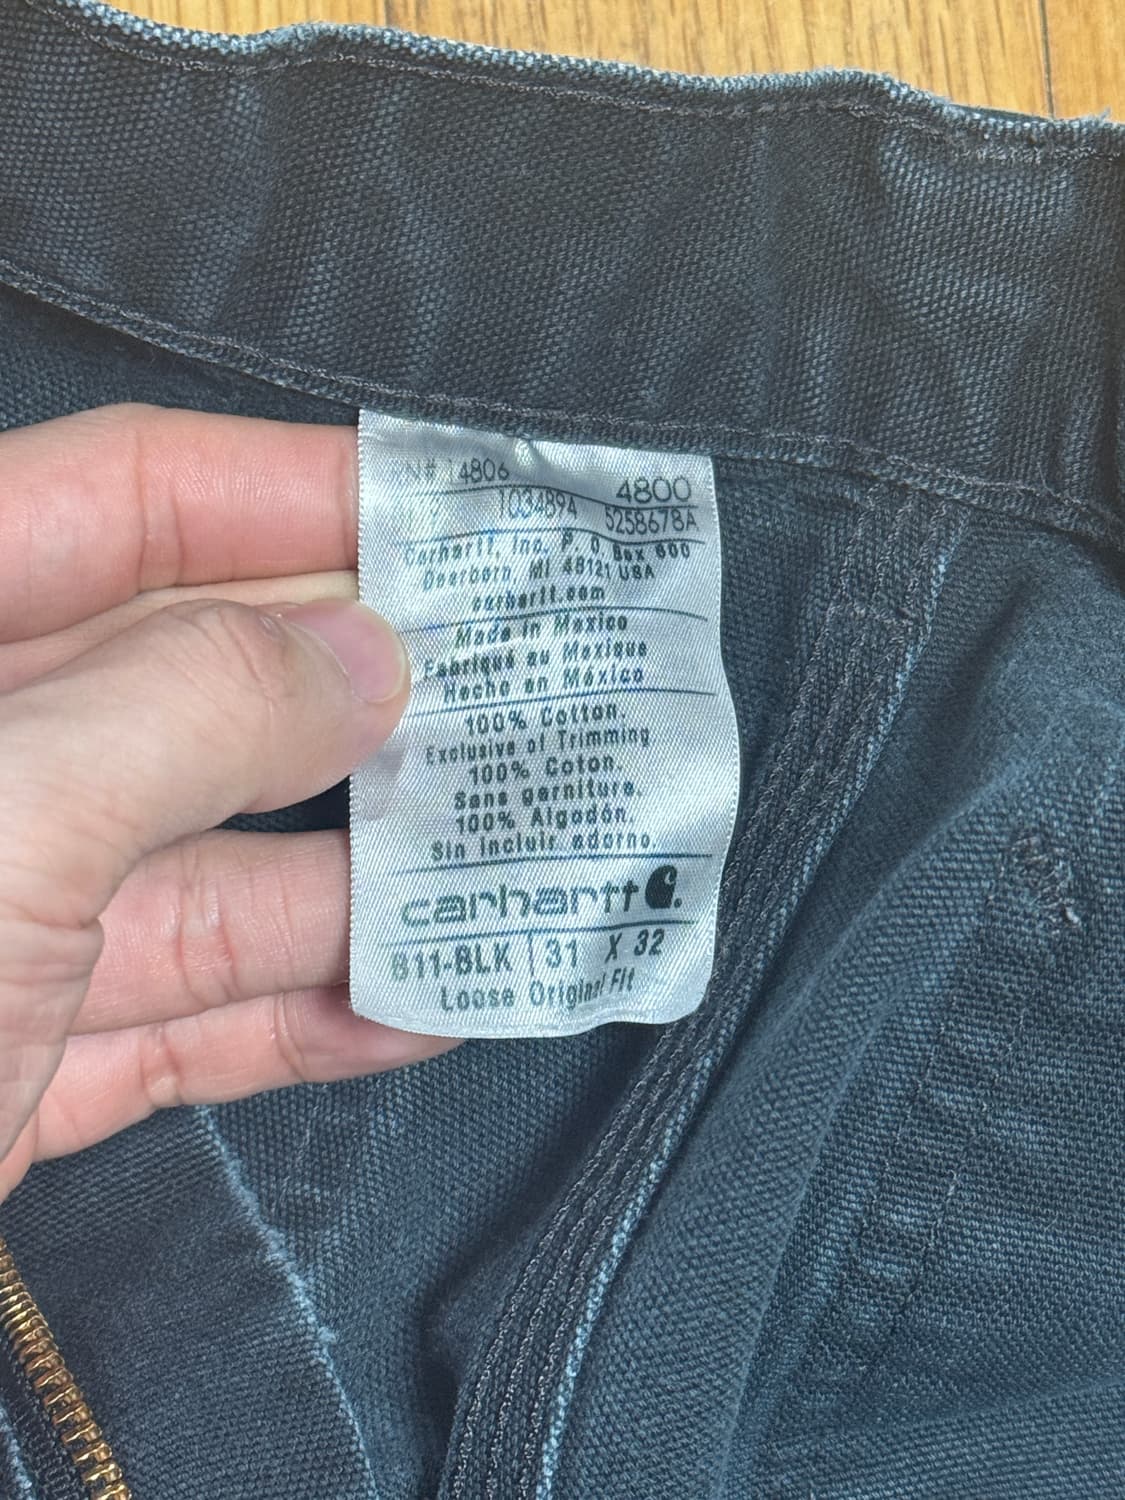 N# 14806 4800
1034894 5258678A
Carhartt, Inc. P. O. Box 600
Dearborn, MI 48121 USA
carhartt.com
Made in Mexico
Fabriqué au Mexique
Hecho en México
100% Cotton.
Exclusive of Trimming
100% Coton.
Sans garniture.
100% Algodón.
Sin incluir adorno.
carhartt
B11-BLK 31 X 32
Loose Original Fit